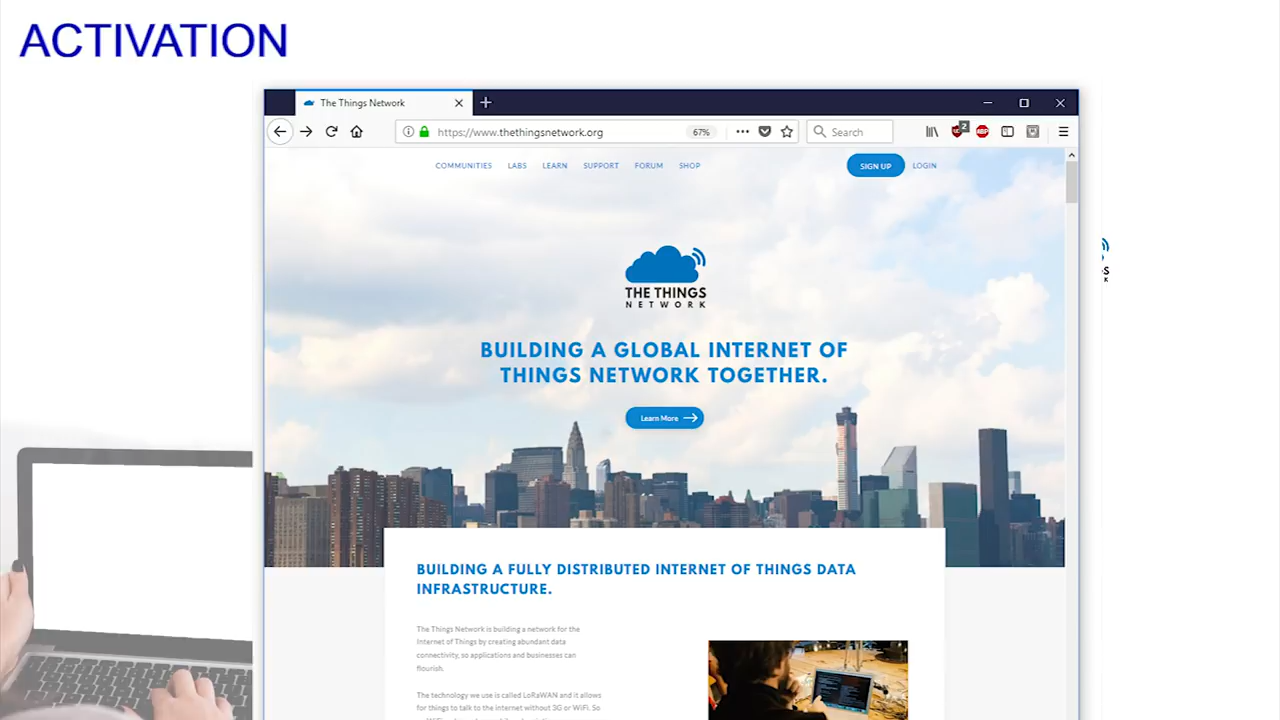 ACTIVATION
The Things Network
https://www.thethingsnetwork.org
67%
Search
2
ABP
COMMUNITIES LABS LEARN SUPPORT FORUM SHOP
SIGN UP LOGIN
THE THINGS
NETWORK
BUILDING A GLOBAL INTERNET OF
THINGS NETWORK TOGETHER.
Learn More
BUILDING A FULLY DISTRIBUTED INTERNET OF THINGS DATA
INFRASTRUCTURE.
The Things Network is building a network for the
Internet of Things by creating abundant data
connectivity, so applications and businesses can
flourish.
The technology we use is called LoRaWAN and it allows
for things to talk to the internet without 3G or WiFi. So